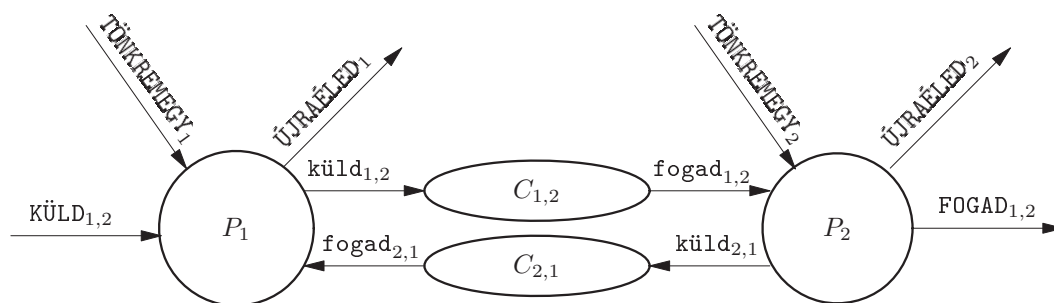 TÖNKREMEGY₁
ÚJRAÉLED₁
TÖNKREMEGY₂
ÚJRAÉLED₂
küld₁,₂
C₁,₂
fogad₁,₂
KÜLD₁,₂
P₁
P₂
FOGAD₁,₂
fogad₂,₁
C₂,₁
küld₂,₁